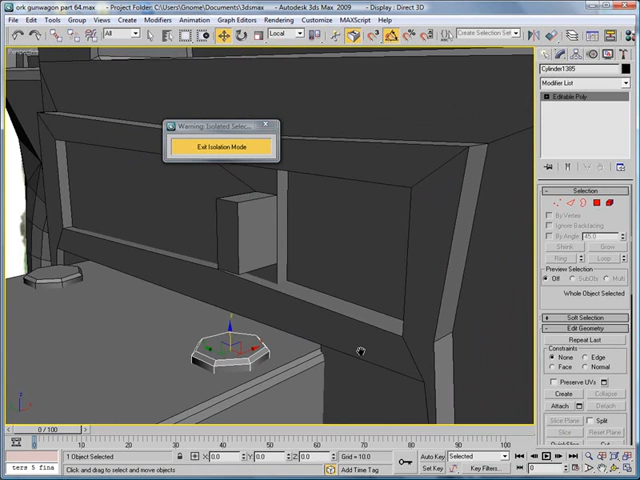 ork gunwagon part 64.max - Project Folder: C:\Users\Gnome\Documents\3dsmax - Autodesk 3ds Max 2009 - Display : Direct 3D
File Edit Tools Group Views Create Modifiers Animation Graph Editors Rendering Customize MAXScript Help
All Local Create Selection Set
Warning: Isolated Selec...
Exit Isolation Mode
Cylinder1385
Modifier List
Editable Poly
Selection
By Vertex
Ignore Backfacing
By Angle: 45.0
Shrink Grow
Ring Loop
Preview Selection
Off SubObj Multi
Whole Object Selected
Soft Selection
Edit Geometry
Repeat Last
Constraints
None Edge
Face Normal
Preserve UVs
Create Collapse
Attach Detach
Slice Plane Split
Slice Reset Plane
QuickSlice Cut
0 / 100
0 10 20 30 40 50 60 70 80 90 100
1 Object Selected X: 0.0 Y: 0.0 Z: 0.0 Grid = 10.0 Auto Key Selected
ters 5 fina Click and drag to select and move objects Add Time Tag Set Key Key Filters... 0